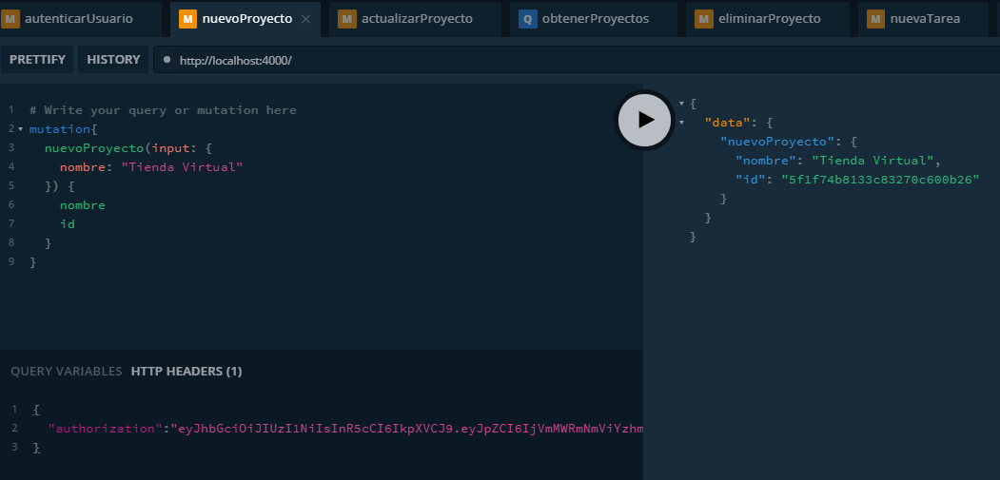 M autenticarUsuario M nuevoProyecto × M actualizarProyecto Q obtenerProyectos M eliminarProyecto M nuevaTarea
PRETTIFY HISTORY http://localhost:4000/
1 # Write your query or mutation here
2 mutation{
3 nuevoProyecto(input: {
4 nombre: "Tienda Virtual"
5 }) {
6 nombre
7 id
8 }
9 }
{
"data": {
"nuevoProyecto": {
"nombre": "Tienda Virtual",
"id": "5f1f74b8133c83270c600b26"
}
}
}
QUERY VARIABLES HTTP HEADERS (1)
1 {
2 "authorization":"eyJhbGciOiJIUzI1NiIsInR5cCI6IkpXVCJ9.eyJpZCI6IjVmMWRmNmViYzhm
3 }